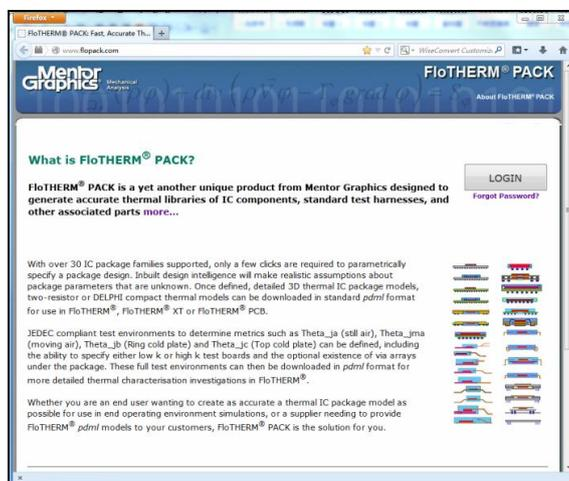 Firefox
FloTHERM® PACK: Fast, Accurate Th...
www.flopack.com
WiseConvert Customiz
Mentor
Graphics
Mechanical
Analysis
FloTHERM® PACK
About FloTHERM® PACK
What is FloTHERM® PACK?
LOGIN
Forgot Password?
FloTHERM® PACK is a yet another unique product from Mentor Graphics designed to
generate accurate thermal libraries of IC components, standard test harnesses, and
other associated parts more...
With over 30 IC package families supported, only a few clicks are required to parametrically
specify a package design. Inbuilt design intelligence will make realistic assumptions about
package parameters that are unknown. Once defined, detailed 3D thermal IC package models,
two-resistor or DELPHI compact thermal models can be downloaded in standard pdml format
for use in FloTHERM®, FloTHERM® XT or FloTHERM® PCB.
JEDEC compliant test environments to determine metrics such as Theta_ja (still air), Theta_jma
(moving air), Theta_jb (Ring cold plate) and Theta_jc (Top cold plate) can be defined, including
the ability to specify either low k or high k test boards and the optional existence of via arrays
under the package. These full test environments can then be downloaded in pdml format for
more detailed thermal characterisation investigations in FloTHERM®.
Whether you are an end user wanting to create as accurate a thermal IC package model as
possible for use in end operating environment simulations, or a supplier needing to provide
FloTHERM® pdml models to your customers, FloTHERM® PACK is the solution for you.